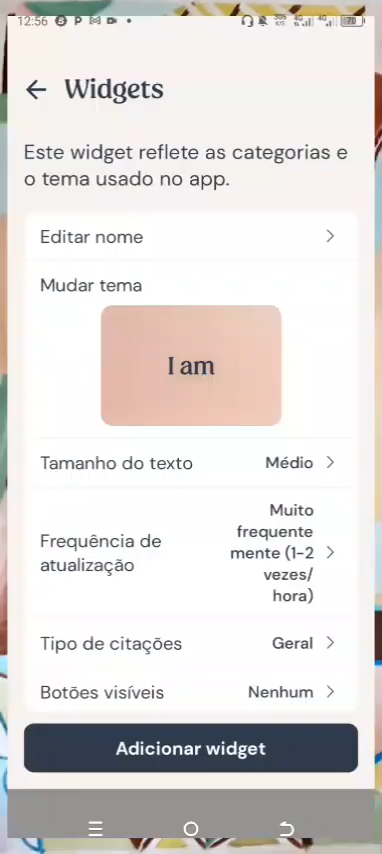 12:56
Widgets
Este widget reflete as categorias e
o tema usado no app.
Editar nome
Mudar tema
I am
Tamanho do texto
Médio
Frequência de
atualização
Muito
frequente
mente (1-2
vezes/
hora)
Tipo de citações
Geral
Botões visíveis
Nenhum
Adicionar widget